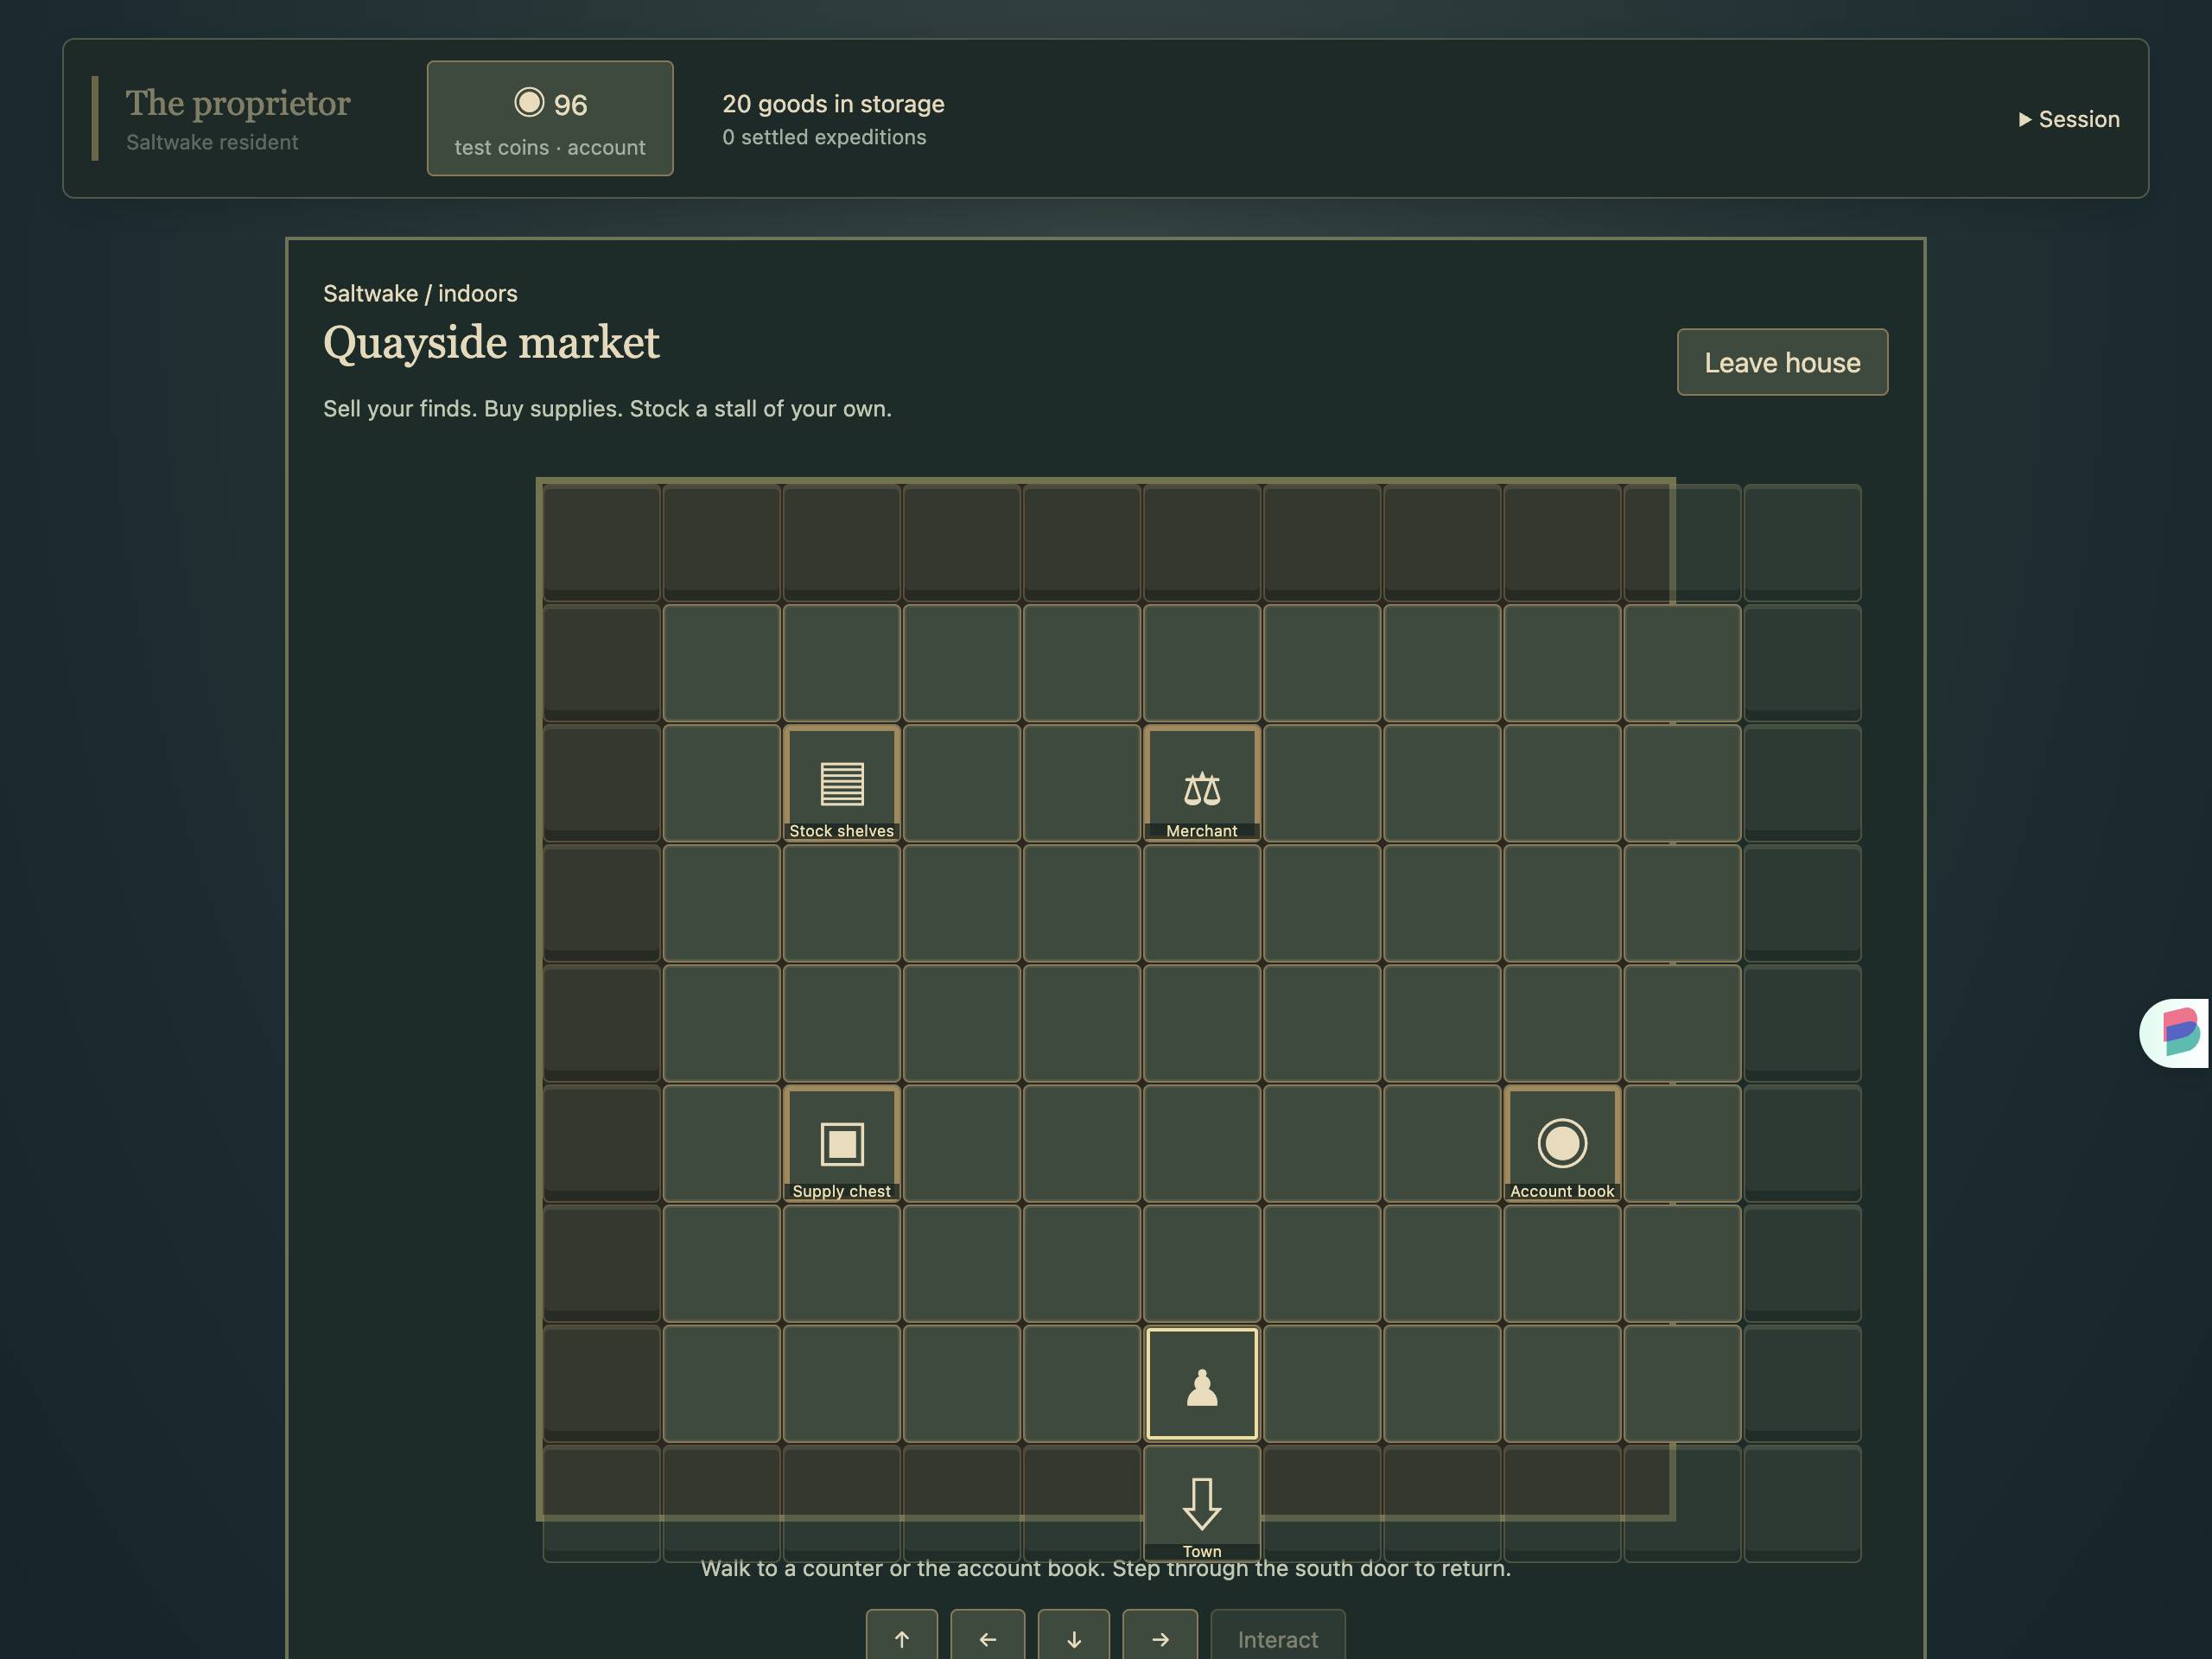 The proprietor
Saltwake resident
96
test coins · account
20 goods in storage
0 settled expeditions
▶ Session
Saltwake / indoors
Quayside market
Sell your finds. Buy supplies. Stock a stall of your own.
Leave house
Stock shelves
Merchant
Supply chest
Account book
Town
Walk to a counter or the account book. Step through the south door to return.
↑ ← ↓ → Interact